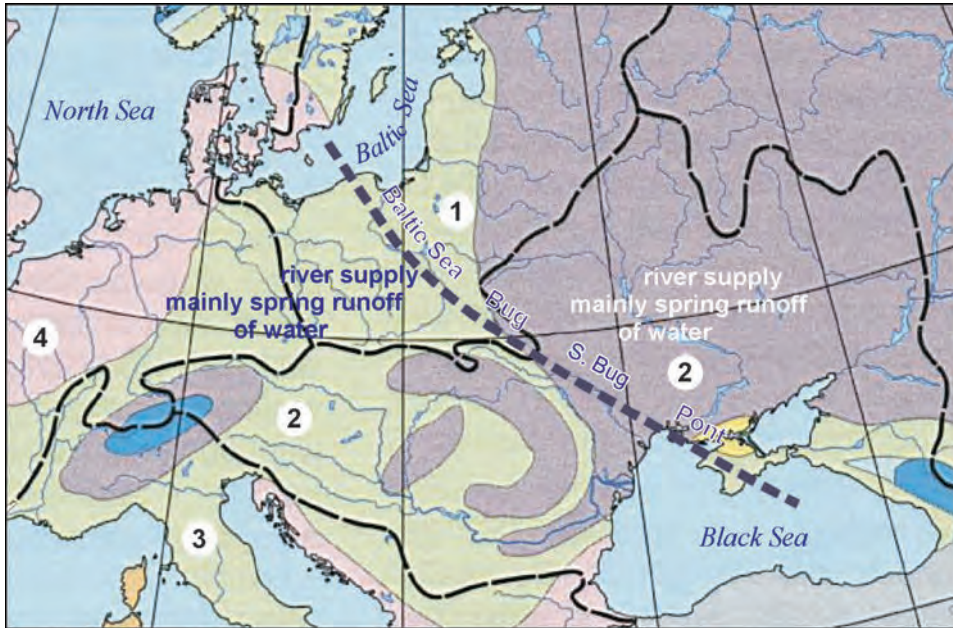 North Sea
Baltic Sea
1
Baltic Sea
river supply
mainly spring runoff
of water
river supply
mainly spring runoff
of water
Bug
4
S. Bug
2
2
Pont
3
Black Sea